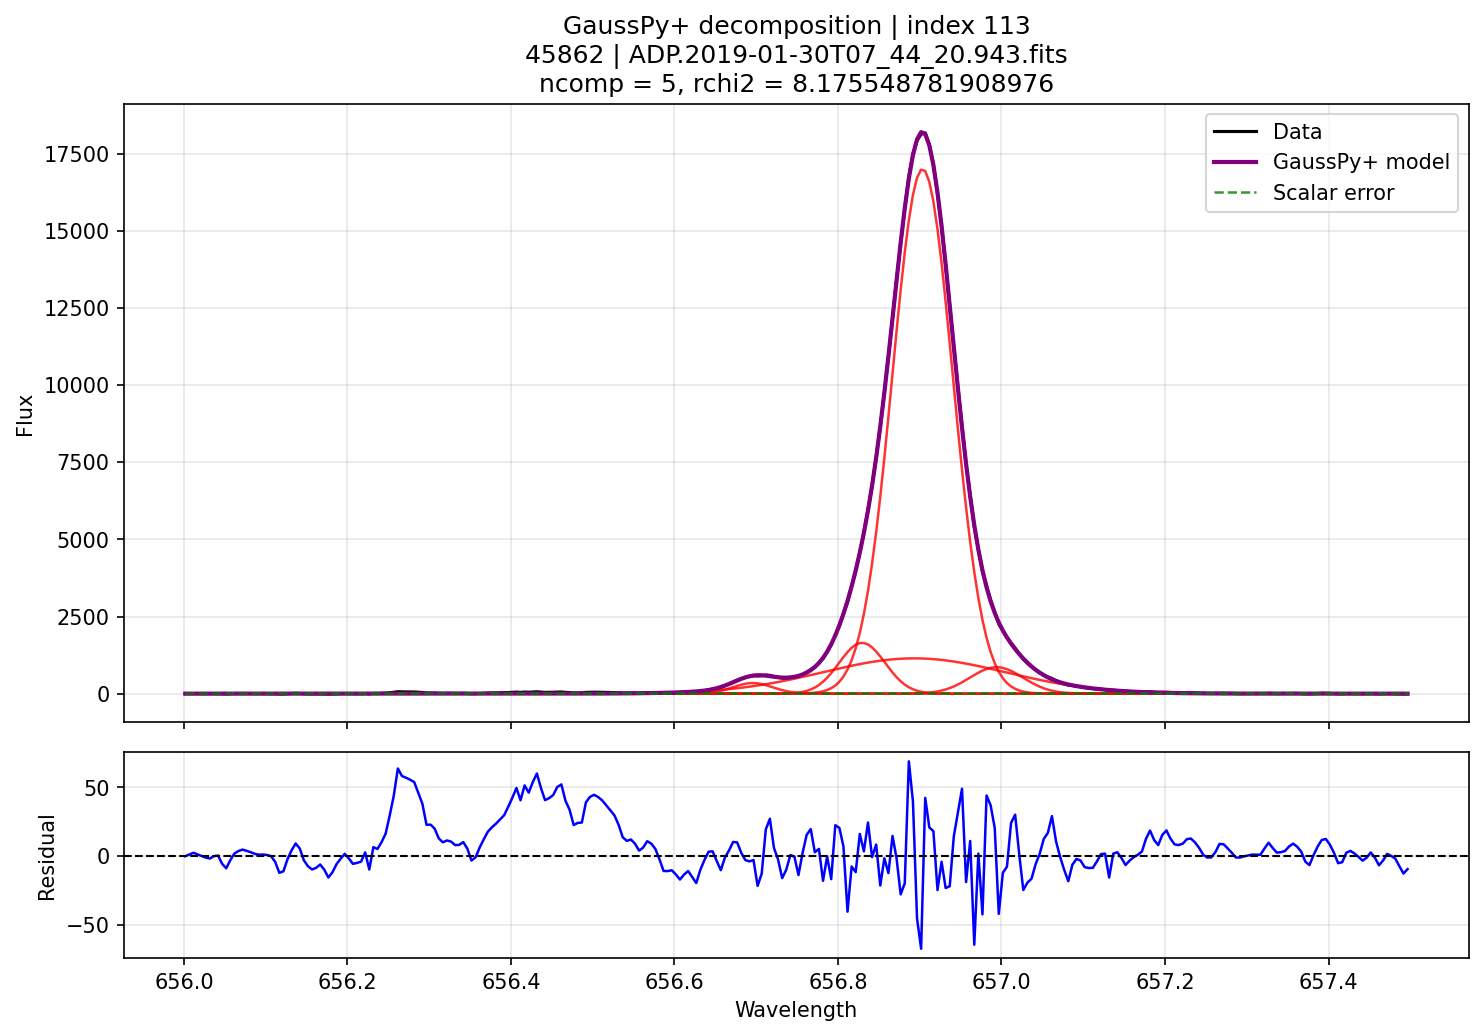 GaussPy+ decomposition | index 113
45862 | ADP.2019-01-30T07_44_20.943.fits
ncomp = 5, rchi2 = 8.175548781908976
Data
GaussPy+ model
Scalar error
17500
15000
12500
10000
7500
5000
2500
0
Flux
50
0
−50
Residual
656.0
656.2
656.4
656.6
656.8
657.0
657.2
657.4
Wavelength